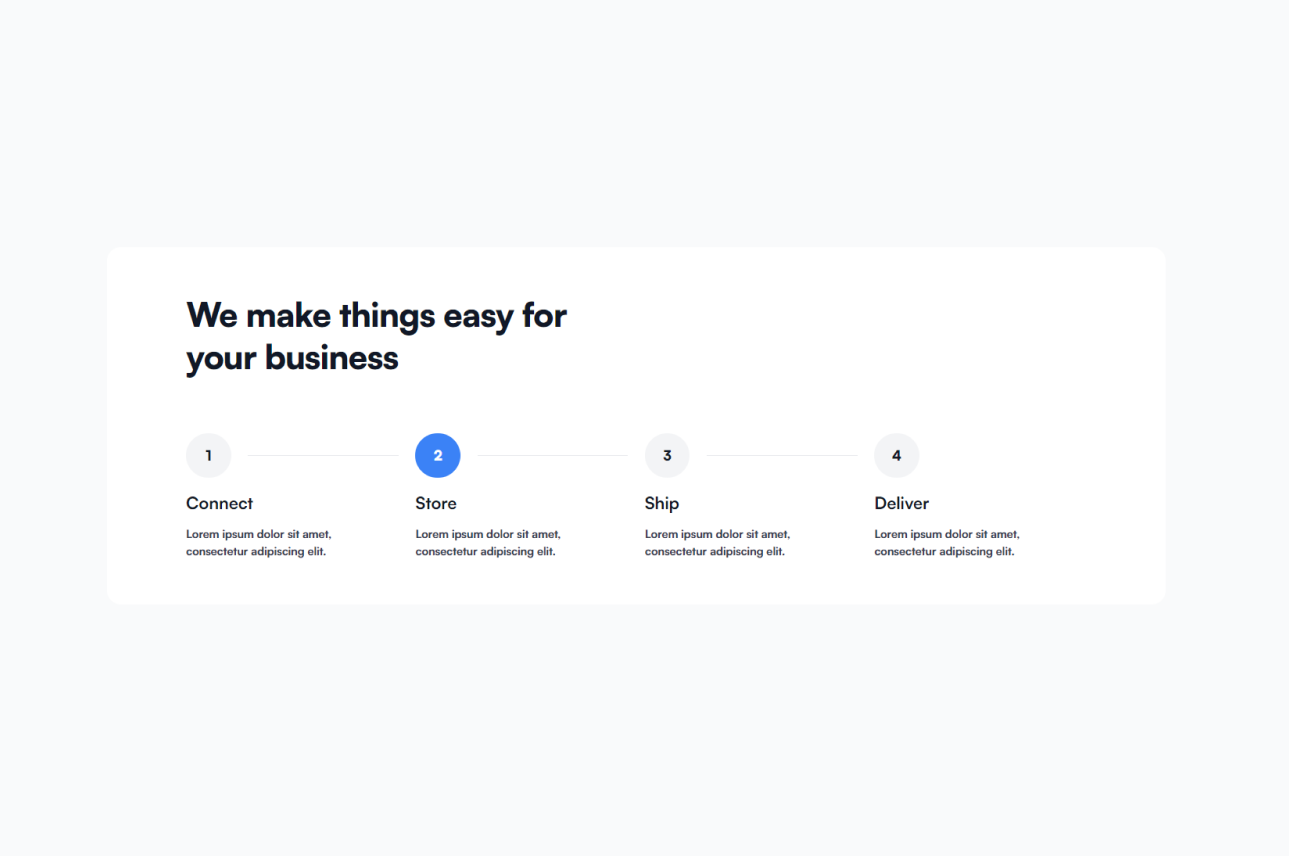 We make things easy for
your business
1
2
3
4
Connect
Store
Ship
Deliver
Lorem ipsum dolor sit amet,
consectetur adipiscing elit.
Lorem ipsum dolor sit amet,
consectetur adipiscing elit.
Lorem ipsum dolor sit amet,
consectetur adipiscing elit.
Lorem ipsum dolor sit amet,
consectetur adipiscing elit.